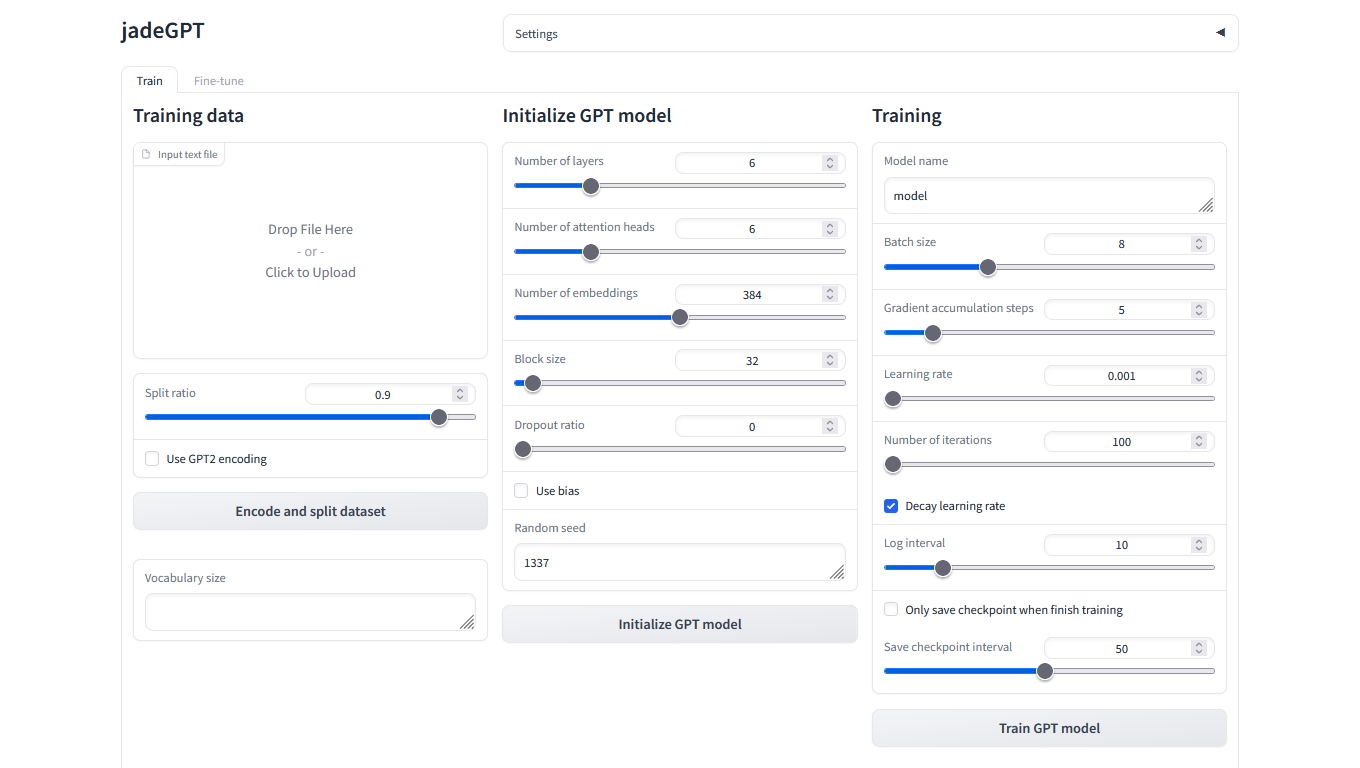 jadeGPT
Settings
Train
Fine-tune
Training data
Input text file
Drop File Here
- or -
Click to Upload
Split ratio
0.9
Use GPT2 encoding
Encode and split dataset
Vocabulary size
Initialize GPT model
Number of layers
6
Number of attention heads
6
Number of embeddings
384
Block size
32
Dropout ratio
0
Use bias
Random seed
1337
Initialize GPT model
Training
Model name
model
Batch size
8
Gradient accumulation steps
5
Learning rate
0.001
Number of iterations
100
Decay learning rate
Log interval
10
Only save checkpoint when finish training
Save checkpoint interval
50
Train GPT model